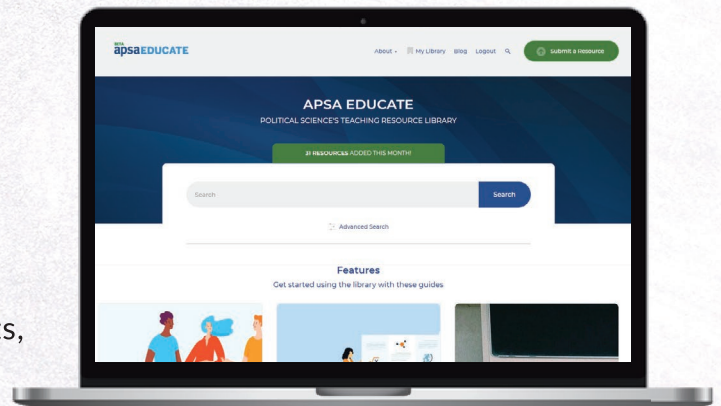 BETA
apsaEDUCATE
About
My Library
Blog
Logout
Submit a Resource
APSA EDUCATE
POLITICAL SCIENCE'S TEACHING RESOURCE LIBRARY
31 RESOURCES ADDED THIS MONTH!
Search
Search
Advanced Search
Features
Get started using the library with these guides